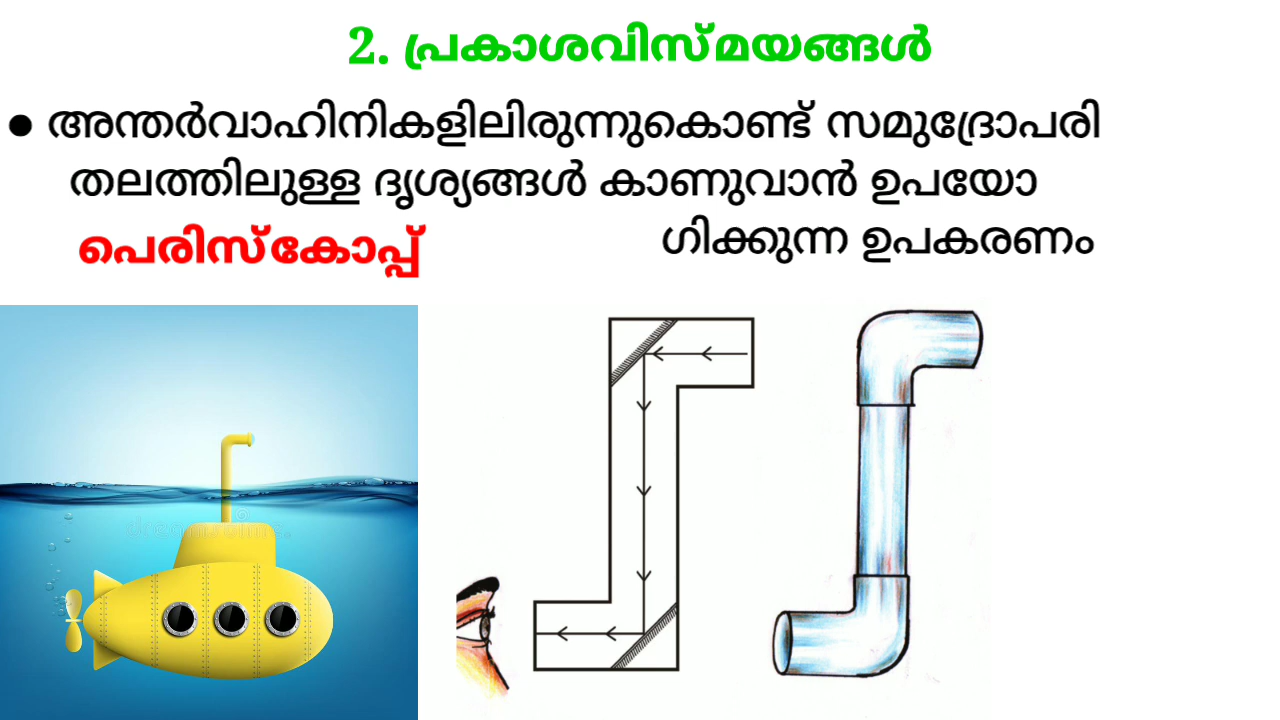 2. പ്രകാശവിസ്മയങ്ങൾ
● അന്തർവാഹിനികളിലിരുന്നുകൊണ്ട് സമുദ്രോപരി
തലത്തിലുള്ള ദൃശ്യങ്ങൾ കാണുവാൻ ഉപയോ
ഗിക്കുന്ന ഉപകരണം
പെരിസ്കോപ്പ്